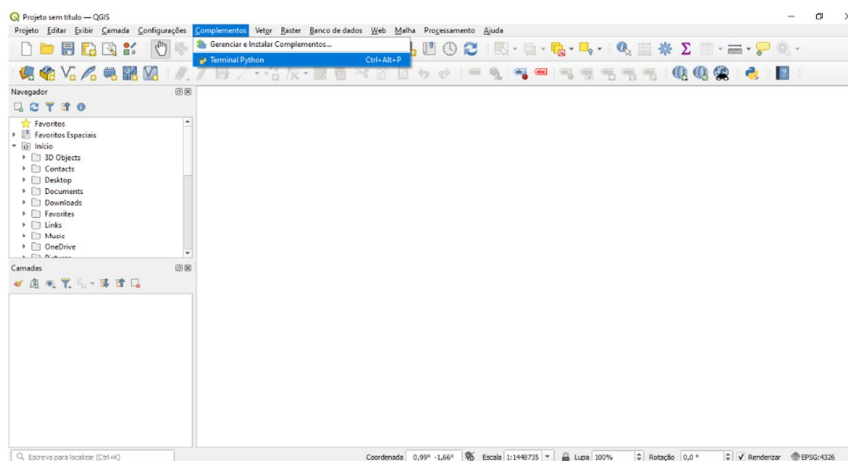 Projeto sem título — QGIS
Projeto Editar Exibir Camada Configurações Complementos Vetor Raster Banco de dados Web Malha Processamento Ajuda
Gerenciar e Instalar Complementos...
Terminal Python Ctrl+Alt+P
Navegador
Favoritos
Favoritos Espaciais
Início
3D Objects
Contacts
Desktop
Documents
Downloads
Favorites
Links
Music
OneDrive
Camadas
Escreva para localizar (Ctrl+K)
Coordenada 0,99° -1,66° Escala 1:1448735 Lupa 100% Rotação 0,0 ° Renderizar EPSG:4326